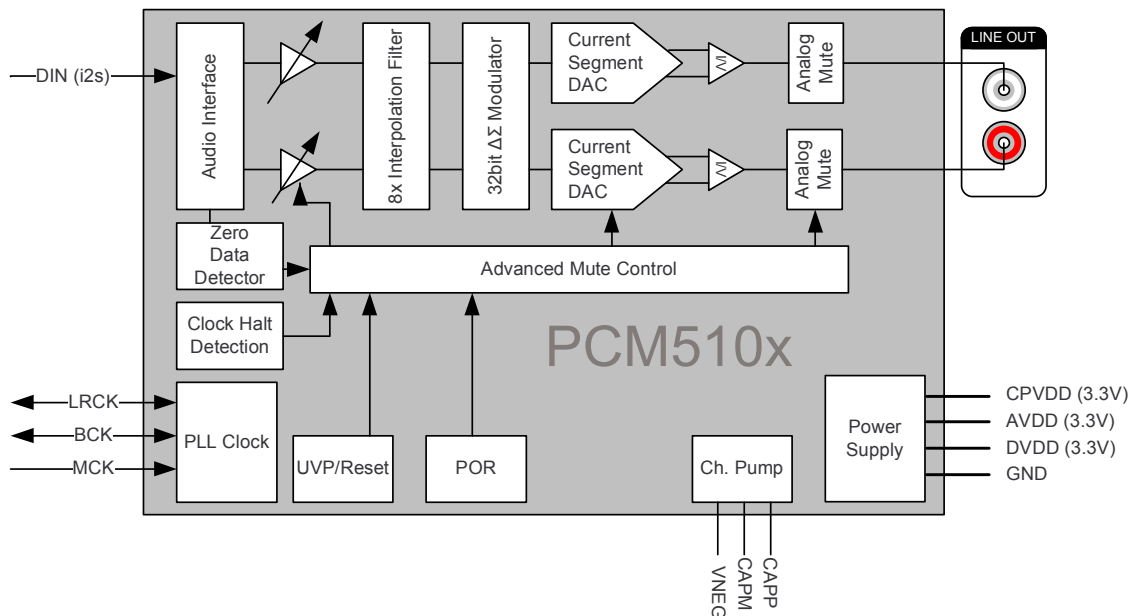 DIN (i2s)
Audio Interface
8x Interpolation Filter
32bit ΔΣ Modulator
Current
Segment
DAC
I/V
Analog
Mute
LINE OUT
Current
Segment
DAC
I/V
Analog
Mute
Zero
Data
Detector
Advanced Mute Control
Clock Halt
Detection
PCM510x
LRCK
BCK
MCK
PLL Clock
UVP/Reset
POR
Ch. Pump
Power
Supply
CPVDD (3.3V)
AVDD (3.3V)
DVDD (3.3V)
GND
VNEG
CAPM
CAPP